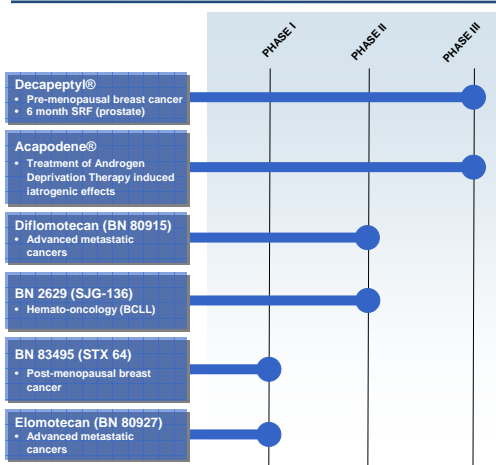 PHASE I
PHASE II
PHASE III
Decapeptyl®
• Pre-menopausal breast cancer
• 6 month SRF (prostate)
Acapodene®
• Treatment of Androgen
Deprivation Therapy induced
iatrogenic effects
Diflomotecan (BN 80915)
• Advanced metastatic
cancers
BN 2629 (SJG-136)
• Hemato-oncology (BCLL)
BN 83495 (STX 64)
• Post-menopausal breast
cancer
Elomotecan (BN 80927)
• Advanced metastatic
cancers